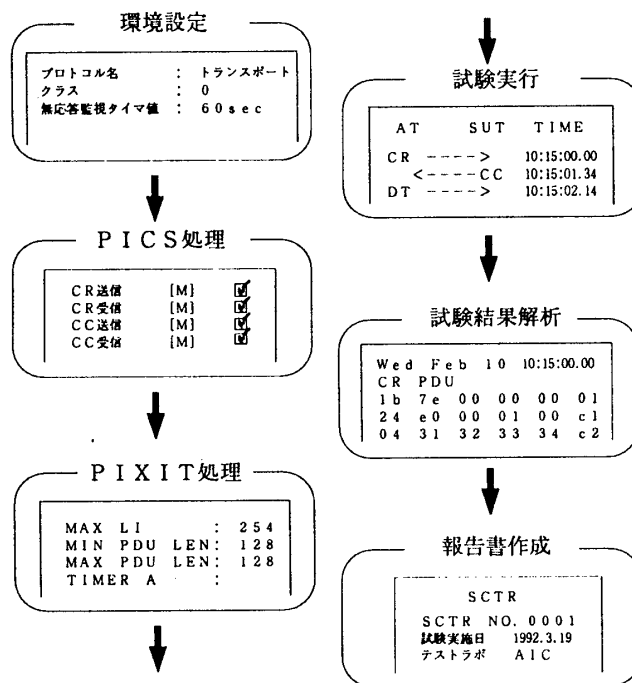 環境設定
プロトコル名 : トランスポート
クラス : 0
無応答監視タイマ値 : 60sec
PICS処理
CR送信 [M]
CR受信 [M]
CC送信 [M]
CC受信 [M]
PIXIT処理
MAX LI : 254
MIN PDU LEN: 128
MAX PDU LEN: 128
TIMER A :
試験実行
AT SUT TIME
CR ----> 10:15:00.00
<----CC 10:15:01.34
DT ----> 10:15:02.14
試験結果解析
Wed Feb 10 10:15:00.00
CR PDU
1b 7e 00 00 00 01
24 e0 00 01 00 c1
04 31 32 33 34 c2
報告書作成
SCTR
SCTR NO. 0001
試験実施日 1992.3.19
テストラボ AIC